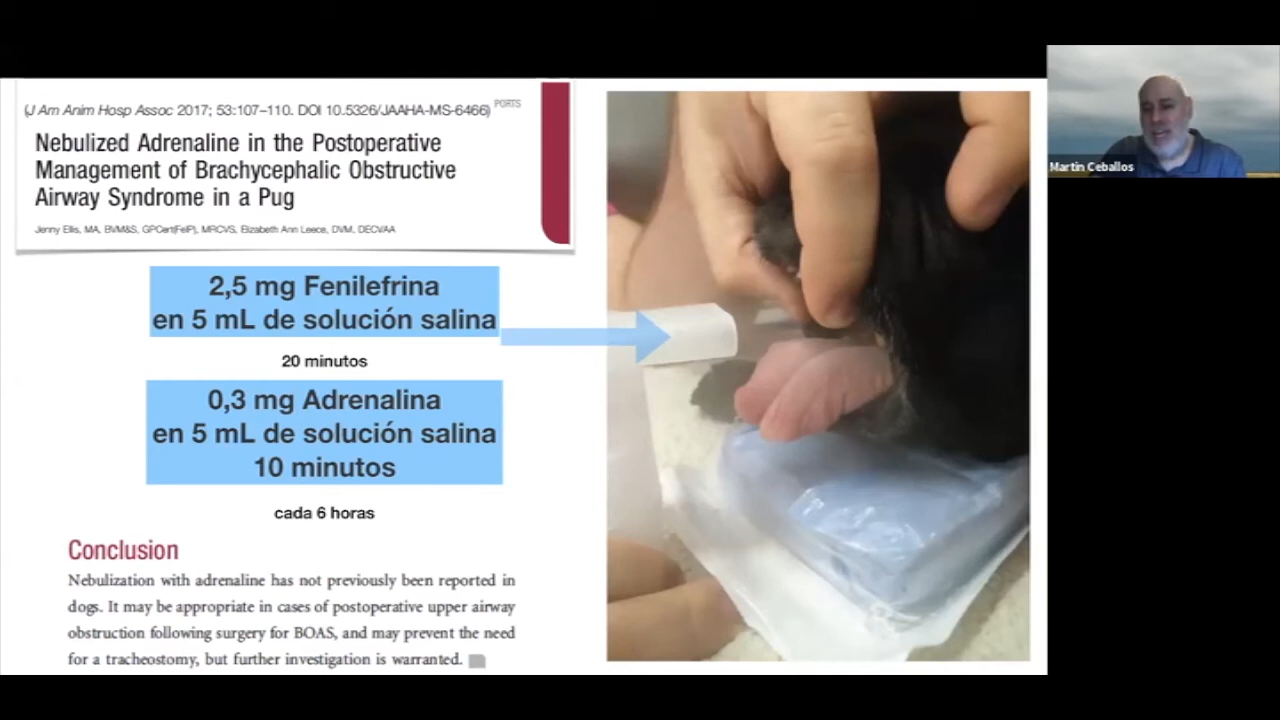 (J Am Anim Hosp Assoc 2017; 53:107–110. DOI 10.5326/JAAHA-MS-6466) PORTS
Nebulized Adrenaline in the Postoperative
Management of Brachycephalic Obstructive
Airway Syndrome in a Pug
Jenny Ellis, MA, BVM&S, GPCert(FelP), MRCVS, Elizabeth Ann Leece, DVM, DECVAA
2,5 mg Fenilefrina
en 5 mL de solución salina
20 minutos
0,3 mg Adrenalina
en 5 mL de solución salina
10 minutos
cada 6 horas
Conclusion
Nebulization with adrenaline has not previously been reported in
dogs. It may be appropriate in cases of postoperative upper airway
obstruction following surgery for BOAS, and may prevent the need
for a tracheostomy, but further investigation is warranted.
Martin Ceballos